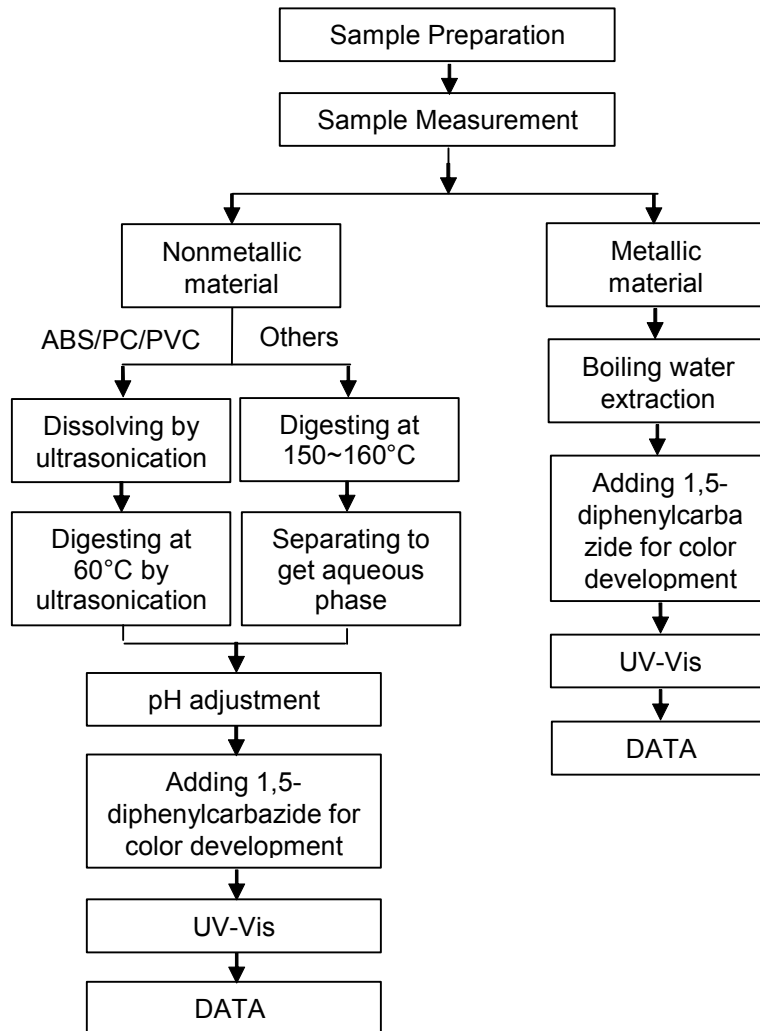 Sample Preparation
Sample Measurement
Nonmetallic
material
Metallic
material
ABS/PC/PVC
Others
Boiling water
extraction
Dissolving by
ultrasonication
Digesting at
150~160°C
Adding 1,5-
diphenylcarba
zide for color
development
Digesting at
60°C by
ultrasonication
Separating to
get aqueous
phase
UV-Vis
pH adjustment
DATA
Adding 1,5-
diphenylcarbazide for
color development
UV-Vis
DATA